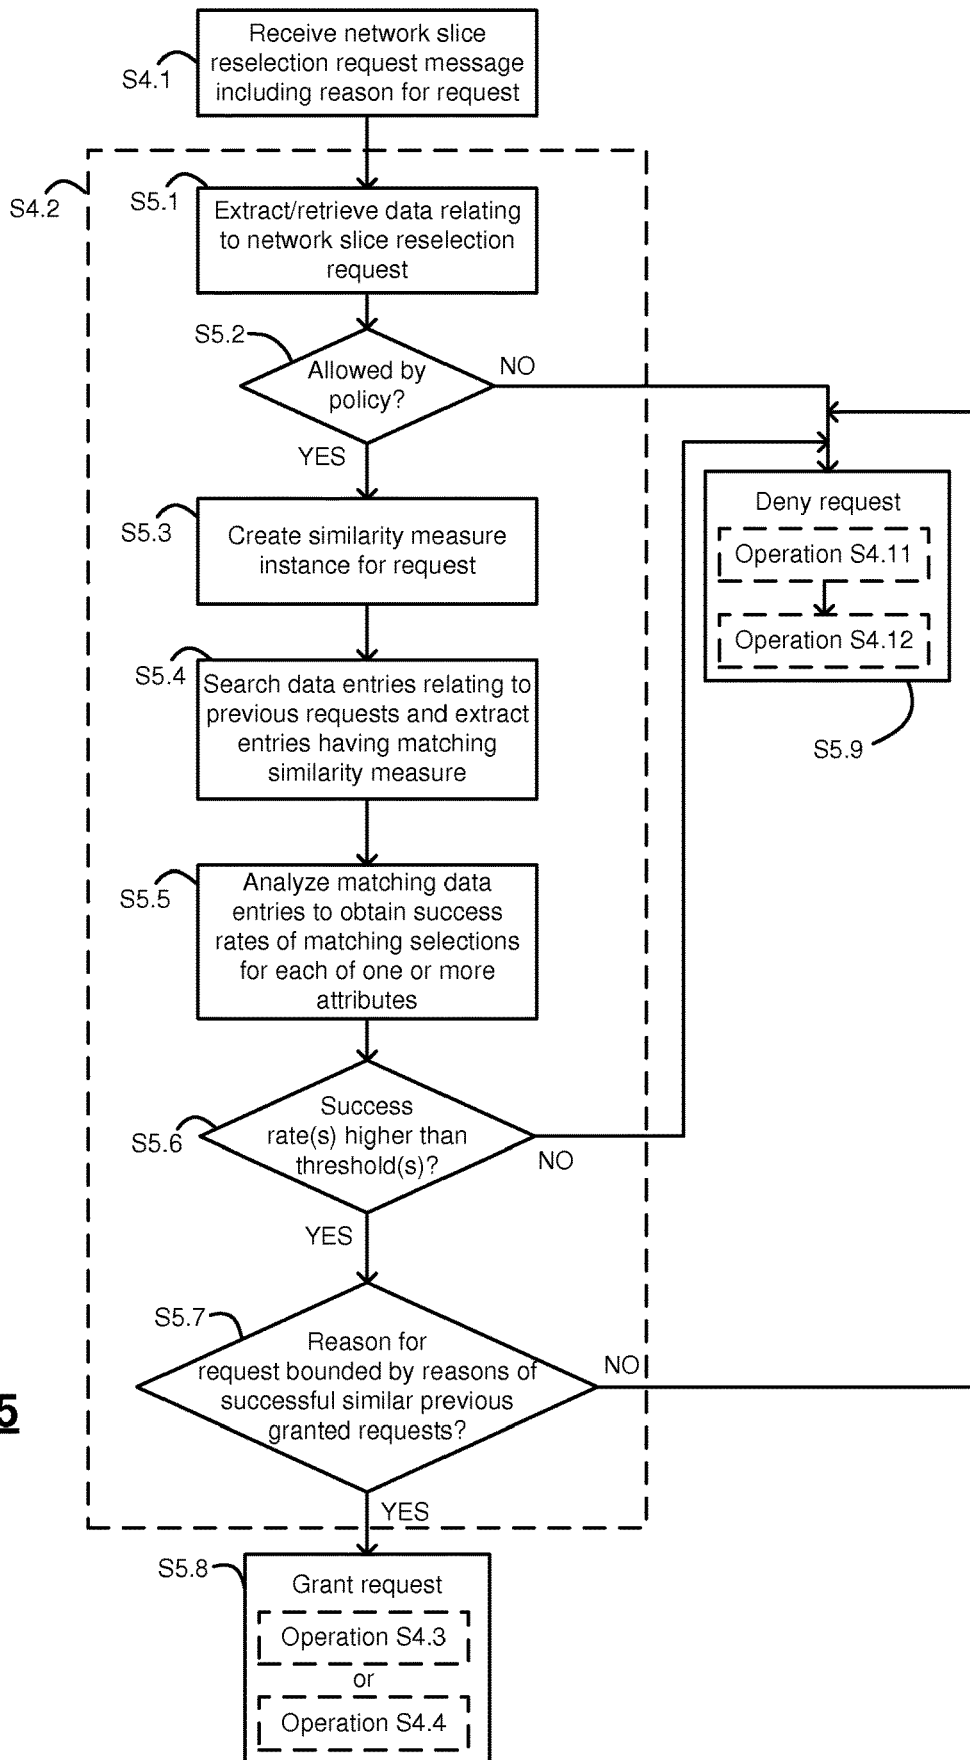 Receive network slice
reselection request message
including reason for request
S4.1
S4.2
S5.1
Extract/retrieve data relating
to network slice reselection
request
S5.2
Allowed by
policy?
NO
YES
S5.3
Create similarity measure
instance for request
Deny request
Operation S4.11
Operation S4.12
S5.9
S5.4
Search data entries relating to
previous requests and extract
entries having matching
similarity measure
S5.5
Analyze matching data
entries to obtain success
rates of matching selections
for each of one or more
attributes
S5.6
Success
rate(s) higher than
threshold(s)?
NO
YES
S5.7
Reason for
request bounded by reasons of
successful similar previous
granted requests?
NO
5
YES
S5.8
Grant request
Operation S4.3
or
Operation S4.4